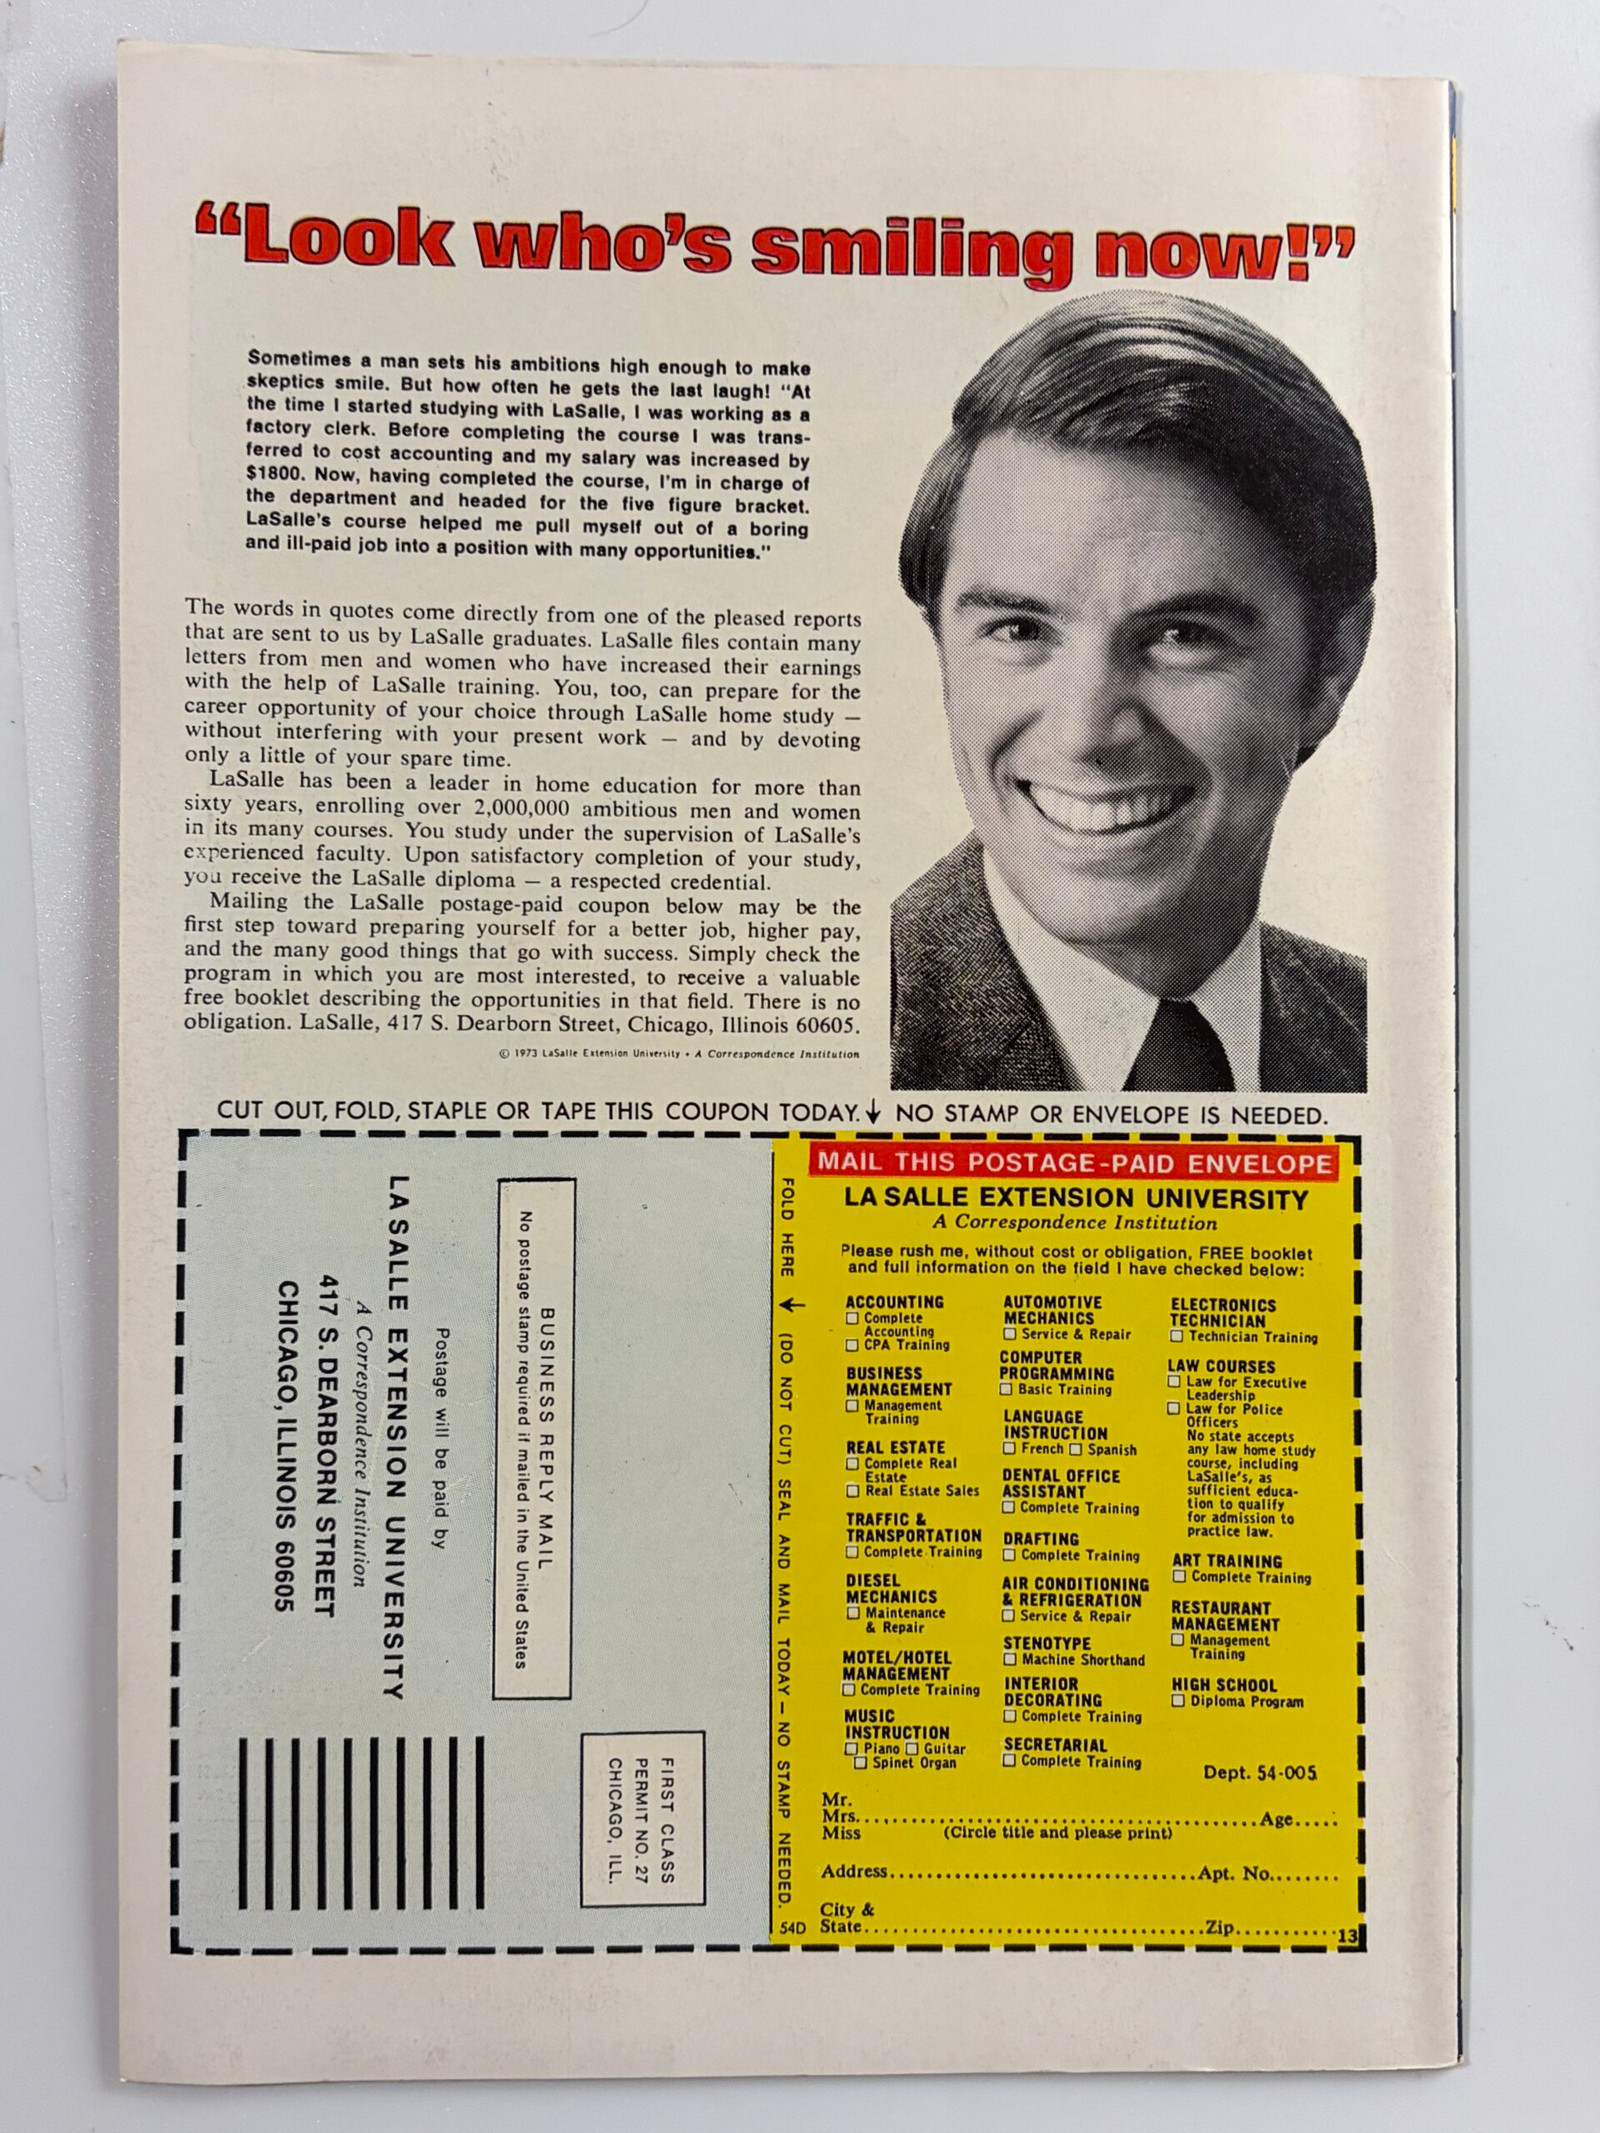 “Look who’s smiling now!”
Sometimes a man sets his ambitions high enough to make
skeptics smile. But how often he gets the last laugh! “At
the time I started studying with LaSalle, I was working as a
factory clerk. Before completing the course I was trans-
ferred to cost accounting and my salary was increased by
$1800. Now, having completed the course, I'm in charge of
the department and headed for the five figure bracket.
LaSalle's course helped me pull myself out of a boring
and ill-paid job into a position with many opportunities."
The words in quotes come directly from one of the pleased reports
that are sent to us by LaSalle graduates. LaSalle files contain many
letters from men and women who have increased their earnings
with the help of LaSalle training. You, too, can prepare for the
career opportunity of your choice through LaSalle home study —
without interfering with your present work — and by devoting
only a little of your spare time.
LaSalle has been a leader in home education for more than
sixty years, enrolling over 2,000,000 ambitious men and women
in its many courses. You study under the supervision of LaSalle's
experienced faculty. Upon satisfactory completion of your study,
you receive the LaSalle diploma — a respected credential.
Mailing the LaSalle postage-paid coupon below may be the
first step toward preparing yourself for a better job, higher pay,
and the many good things that go with success. Simply check the
program in which you are most interested, to receive a valuable
free booklet describing the opportunities in that field. There is no
obligation. LaSalle, 417 S. Dearborn Street, Chicago, Illinois 60605.
© 1973 LaSalle Extension University • A Correspondence Institution
CUT OUT, FOLD, STAPLE OR TAPE THIS COUPON TODAY. ↓ NO STAMP OR ENVELOPE IS NEEDED.
FIRST CLASS
PERMIT NO. 27
CHICAGO, ILL.
BUSINESS REPLY MAIL
No postage stamp required if mailed in the United States
Postage will be paid by
LA SALLE EXTENSION UNIVERSITY
A Correspondence Institution
417 S. DEARBORN STREET
CHICAGO, ILLINOIS 60605
FOLD HERE ↓ (DO NOT CUT) SEAL AND MAIL TODAY — NO STAMP NEEDED.
54D
MAIL THIS POSTAGE-PAID ENVELOPE
LA SALLE EXTENSION UNIVERSITY
A Correspondence Institution
Please rush me, without cost or obligation, FREE booklet
and full information on the field I have checked below:
ACCOUNTING
☐ Complete
Accounting
☐ CPA Training
BUSINESS
MANAGEMENT
☐ Management
Training
REAL ESTATE
☐ Complete Real
Estate
☐ Real Estate Sales
TRAFFIC &
TRANSPORTATION
☐ Complete Training
DIESEL
MECHANICS
☐ Maintenance
& Repair
MOTEL/HOTEL
MANAGEMENT
☐ Complete Training
MUSIC
INSTRUCTION
☐ Piano ☐ Guitar
☐ Spinet Organ
AUTOMOTIVE
MECHANICS
☐ Service & Repair
COMPUTER
PROGRAMMING
☐ Basic Training
LANGUAGE
INSTRUCTION
☐ French ☐ Spanish
DENTAL OFFICE
ASSISTANT
☐ Complete Training
DRAFTING
☐ Complete Training
AIR CONDITIONING
& REFRIGERATION
☐ Service & Repair
STENOTYPE
☐ Machine Shorthand
INTERIOR
DECORATING
☐ Complete Training
SECRETARIAL
☐ Complete Training
ELECTRONICS
TECHNICIAN
☐ Technician Training
LAW COURSES
☐ Law for Executive
Leadership
☐ Law for Police
Officers
No state accepts
any law home study
course, including
LaSalle's, as
sufficient educa-
tion to qualify
for admission to
practice law.
ART TRAINING
☐ Complete Training
RESTAURANT
MANAGEMENT
☐ Management
Training
HIGH SCHOOL
☐ Diploma Program
Dept. 54-005
Mr.
Mrs. Age
Miss (Circle title and please print)
Address Apt. No.
City &
State Zip
13